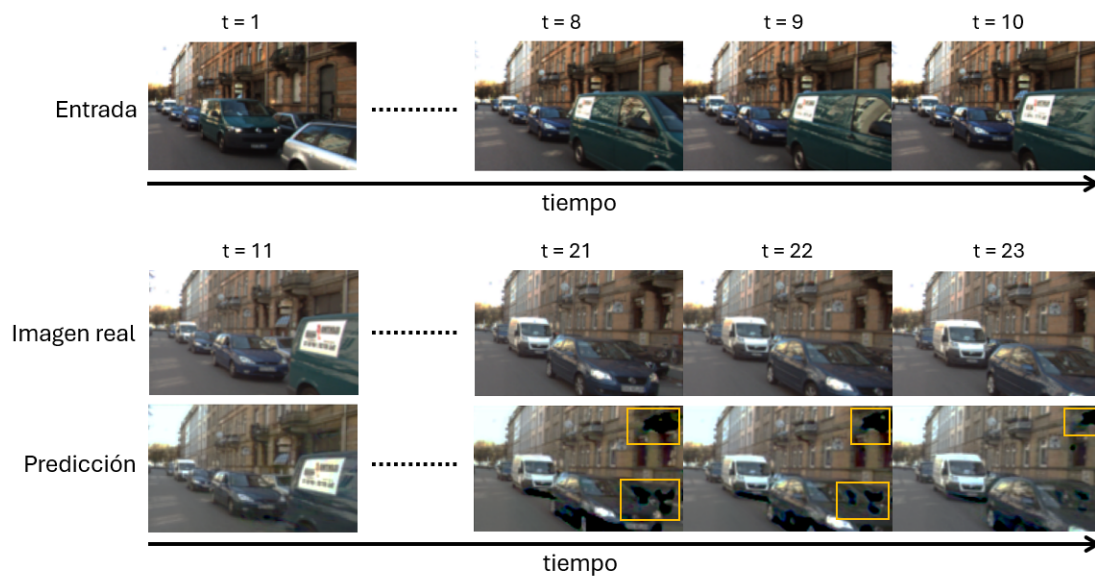 t = 1
t = 8
t = 9
t = 10
Entrada
tiempo
t = 11
t = 21
t = 22
t = 23
Imagen real
Predicción
tiempo